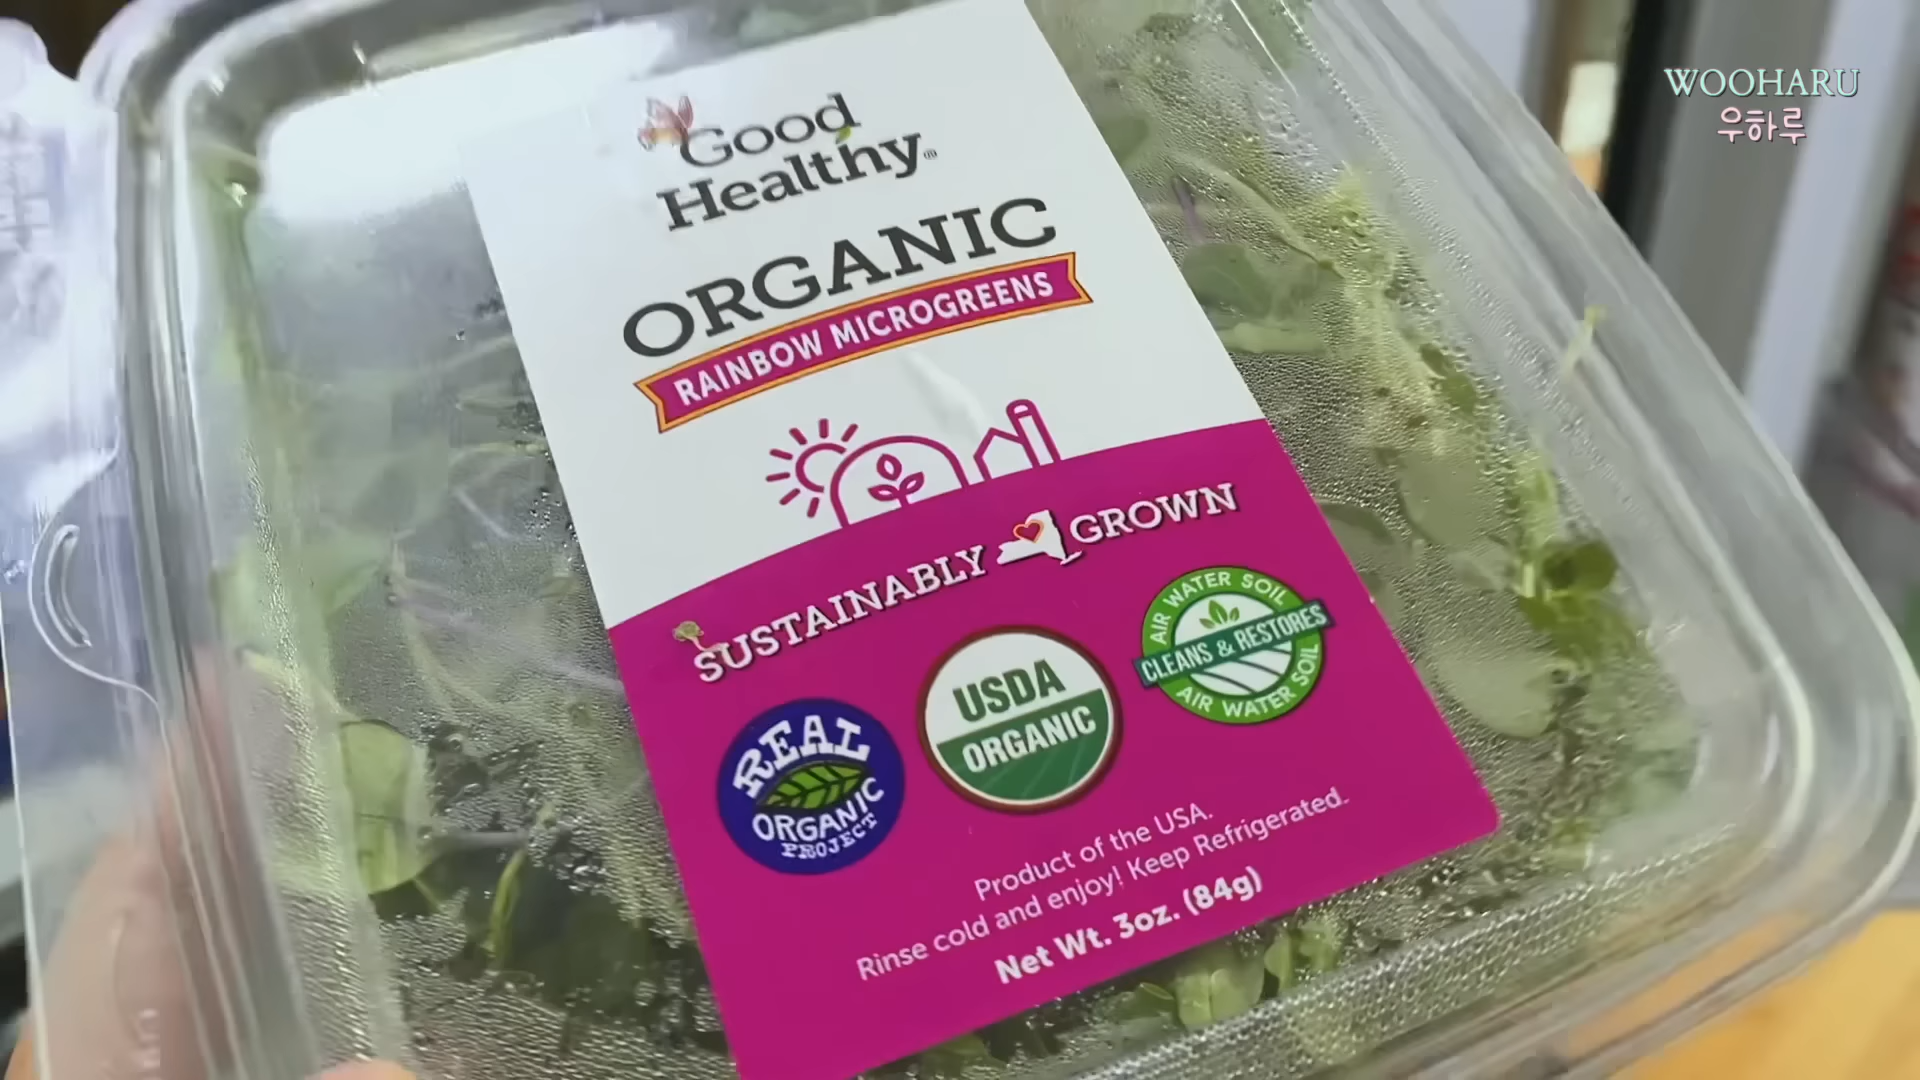 WOOHARU
우하루
Good
Healthy®
ORGANIC
RAINBOW MICROGREENS
SUSTAINABLY GROWN
AIR WATER SOIL
CLEANS & RESTORES
AIR WATER SOIL
REAL
ORGANIC
PROJECT
USDA
ORGANIC
Product of the USA.
Rinse cold and enjoy! Keep Refrigerated.
Net Wt. 3oz. (84g)